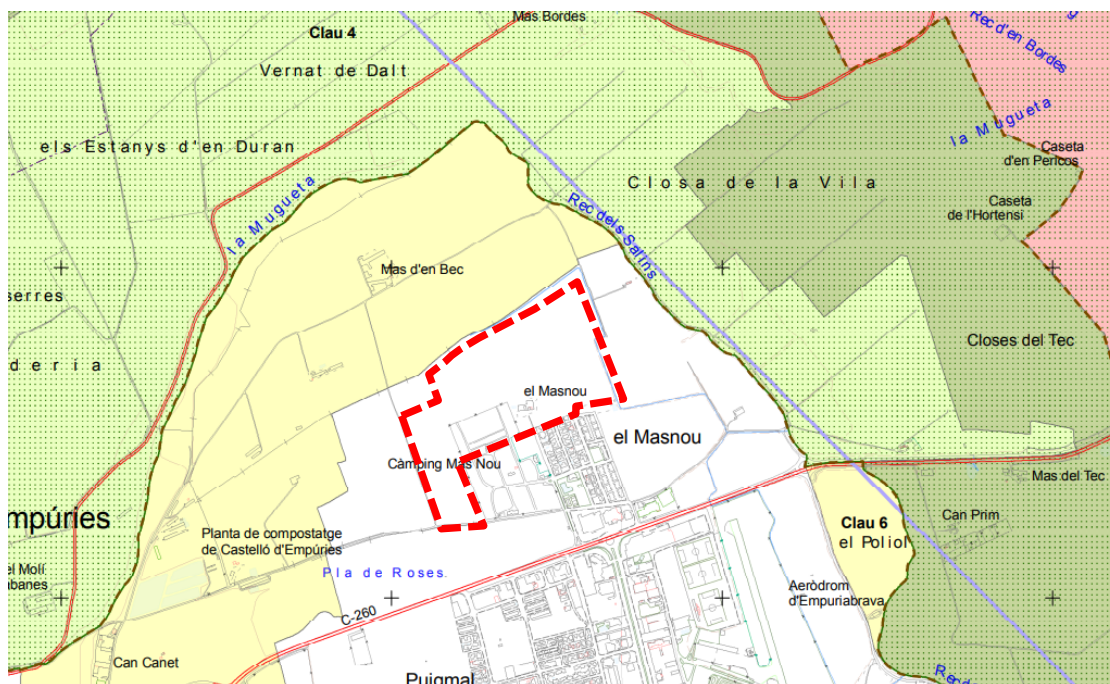 Mas Bordes
Rec d'en Bordes
Clau 4
Vernat de Dalt
la Mugueta
els Estanys d'en Duran
Caseta
d'en Pericos
Closa de la Vila
la Mugueta
Rec dels Salins
Caseta
de l'Hortensi
Mas d'en Bec
serres
Closes del Tec
deria
el Masnou
el Masnou
Càmping Mas Nou
Mas del Tec
mpúries
Can Prim
Clau 6
el Poliol
Planta de compostatge
de Castelló d'Empúries
el Molí
abanes
Pla de Roses
Aeròdrom
d'Empuriabrava
C-260
Can Canet
Puigmal